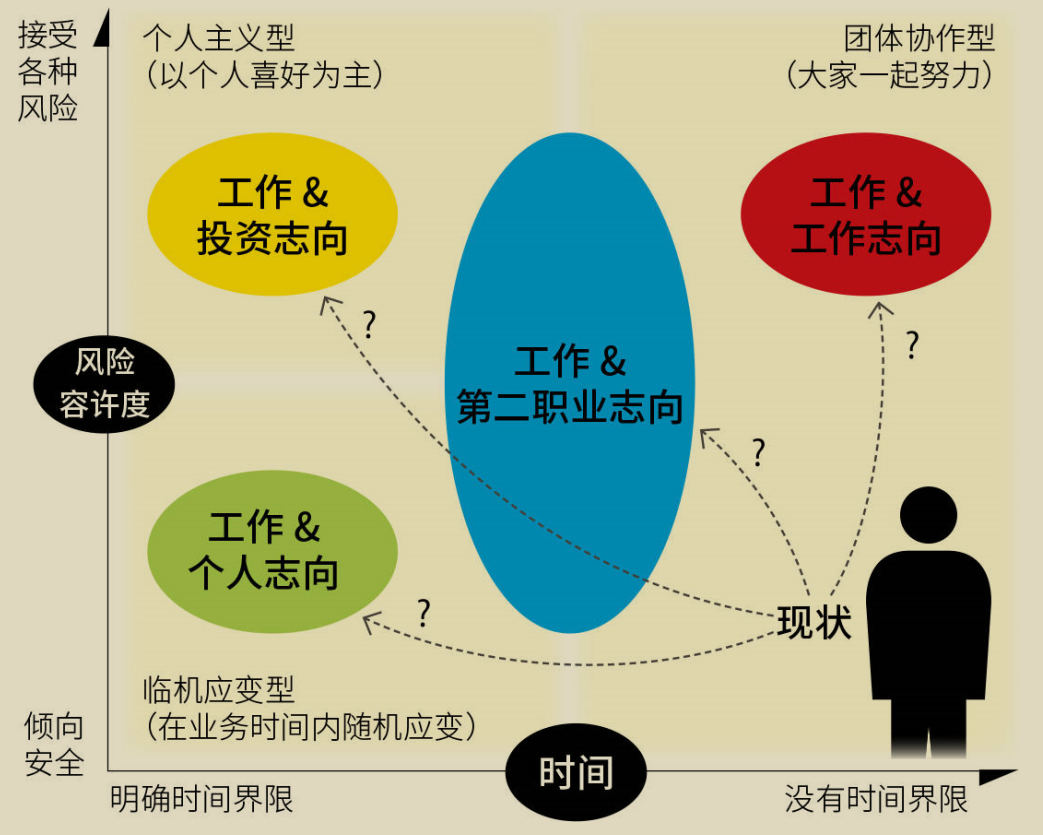 接受
各种
风险
个人主义型
（以个人喜好为主）
团体协作型
（大家一起努力）
工作 &
投资志向
工作 &
工作志向
?
?
风险
容许度
工作 &
第二职业志向
?
工作 &
个人志向
?
现状
临机应变型
（在业务时间内随机应变）
倾向
安全
时间
明确时间界限
没有时间界限